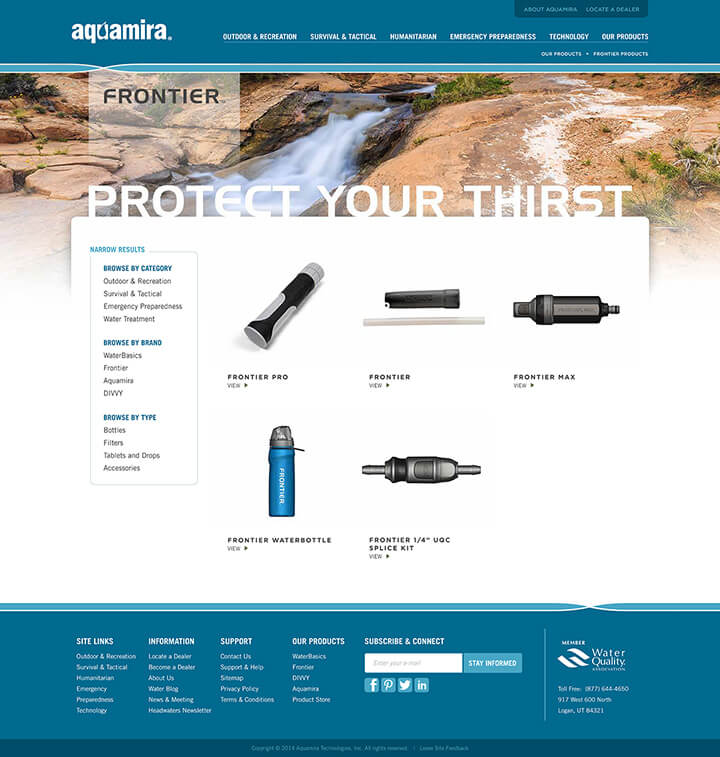 ABOUT AQUAMIRA LOCATE A DEALER
aquamira®
OUTDOOR & RECREATION SURVIVAL & TACTICAL HUMANITARIAN EMERGENCY PREPAREDNESS TECHNOLOGY OUR PRODUCTS
OUR PRODUCTS • FRONTIER PRODUCTS
FRONTIER
PROTECT YOUR THIRST
NARROW RESULTS
BROWSE BY CATEGORY
Outdoor & Recreation
Survival & Tactical
Emergency Preparedness
Water Treatment
BROWSE BY BRAND
WaterBasics
Frontier
Aquamira
DIVVY
BROWSE BY TYPE
Bottles
Filters
Tablets and Drops
Accessories
FRONTIER PRO
VIEW
FRONTIER
VIEW
FRONTIER MAX
VIEW
FRONTIER
FRONTIER WATERBOTTLE
VIEW
FRONTIER 1/4" UQC
SPLICE KIT
VIEW
SITE LINKS
Outdoor & Recreation
Survival & Tactical
Humanitarian
Emergency
Preparedness
Technology
INFORMATION
Locate a Dealer
Become a Dealer
About Us
Water Blog
News & Meeting
Headwaters Newsletter
SUPPORT
Contact Us
Support & Help
Sitemap
Privacy Policy
Terms & Conditions
OUR PRODUCTS
WaterBasics
Frontier
DIVVY
Aquamira
Product Store
SUBSCRIBE & CONNECT
Enter your e-mail
STAY INFORMED
MEMBER
Water
Quality
ASSOCIATION
Toll Free: (877) 644-4650
917 West 600 North
Logan, UT 84321
Copyright © 2014 Aquamira Technologies, Inc. All rights reserved. | Leave Site Feedback